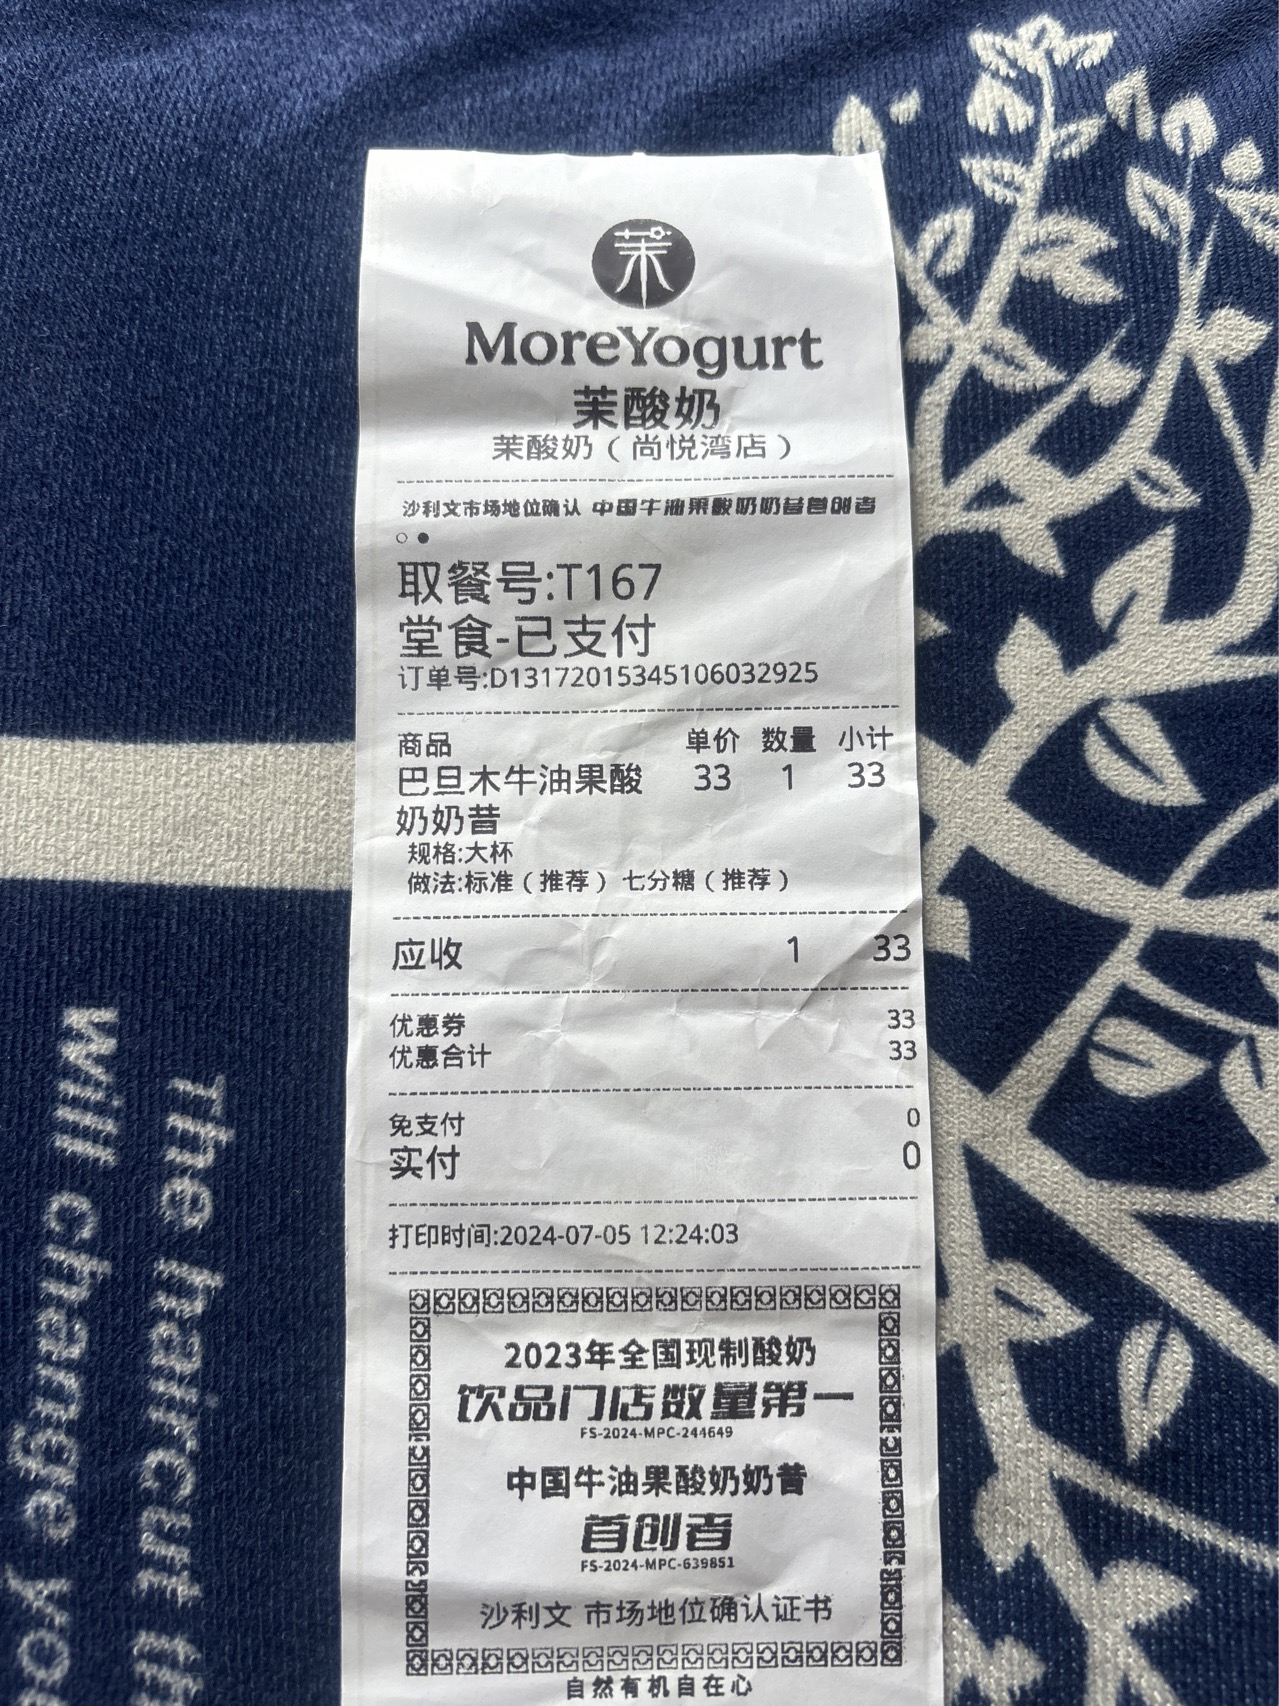 茉
MoreYogurt
茉酸奶
茉酸奶（尚悦湾店）
沙利文市场地位确认 中国牛油果酸奶奶昔首创者
取餐号:T167
堂食-已支付
订单号:D13172015345106032925
商品 单价 数量 小计
巴旦木牛油果酸 33 1 33
奶奶昔
规格:大杯
做法:标准（推荐） 七分糖（推荐）
应收 1 33
优惠券 33
优惠合计 33
免支付 0
实付 0
打印时间:2024-07-05 12:24:03
2023年全国现制酸奶
饮品门店数量第一
FS-2024-MPC-244649
中国牛油果酸奶奶昔
首创者
FS-2024-MPC-639851
沙利文 市场地位确认证书
自然有机自在心
The haircut
will change